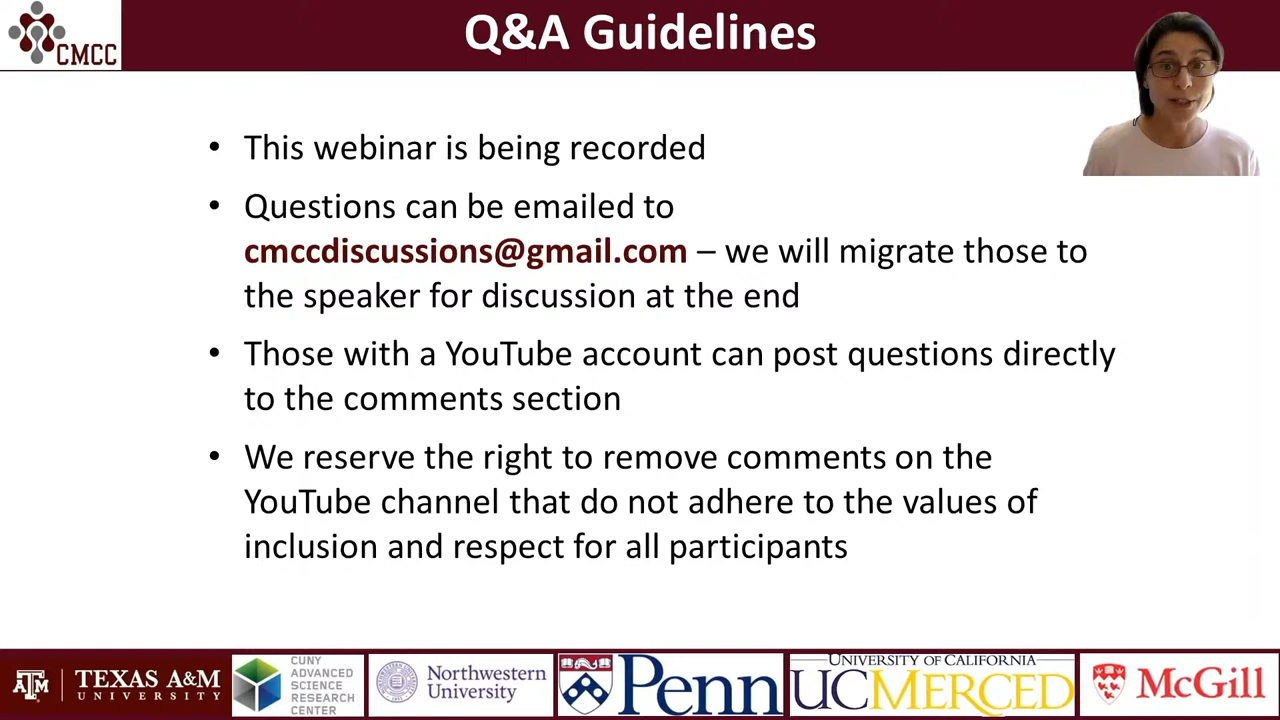 CMCC
Q&A Guidelines
• This webinar is being recorded
• Questions can be emailed to
cmccdiscussions@gmail.com – we will migrate those to
the speaker for discussion at the end
• Those with a YouTube account can post questions directly
to the comments section
• We reserve the right to remove comments on the
YouTube channel that do not adhere to the values of
inclusion and respect for all participants
ATM
TEXAS A&M
UNIVERSITY
CUNY
ADVANCED
SCIENCE
RESEARCH
CENTER
Northwestern
University
Penn
UNIVERSITY OF CALIFORNIA
UCMERCED
McGill